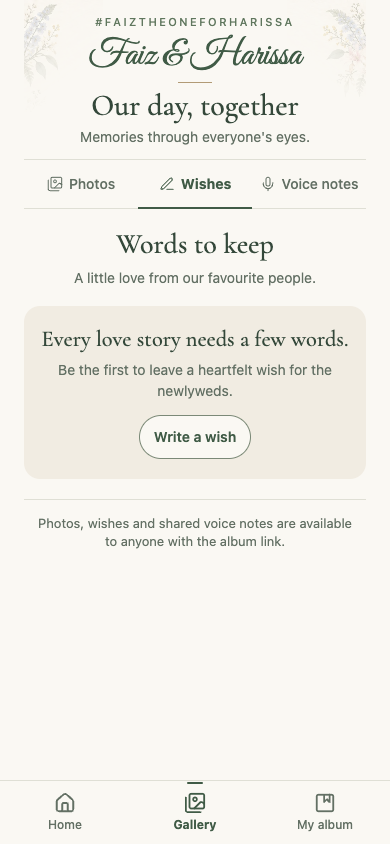 #FAIZTHEONEFORHARISSA
Faiz & Harissa
Our day, together
Memories through everyone's eyes.
Photos
Wishes
Voice notes
Words to keep
A little love from our favourite people.
Every love story needs a few words.
Be the first to leave a heartfelt wish for the
newlyweds.
Write a wish
Photos, wishes and shared voice notes are available
to anyone with the album link.
Home
Gallery
My album